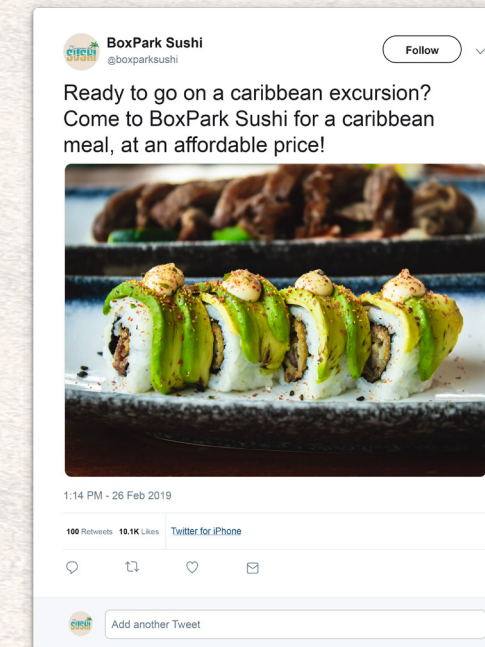 SUSHI
BoxPark Sushi
@boxparksushi
Follow
Ready to go on a caribbean excursion?
Come to BoxPark Sushi for a caribbean
meal, at an affordable price!
1:14 PM - 26 Feb 2019
100 Retweets 10.1K Likes Twitter for iPhone
SUSHI
Add another Tweet